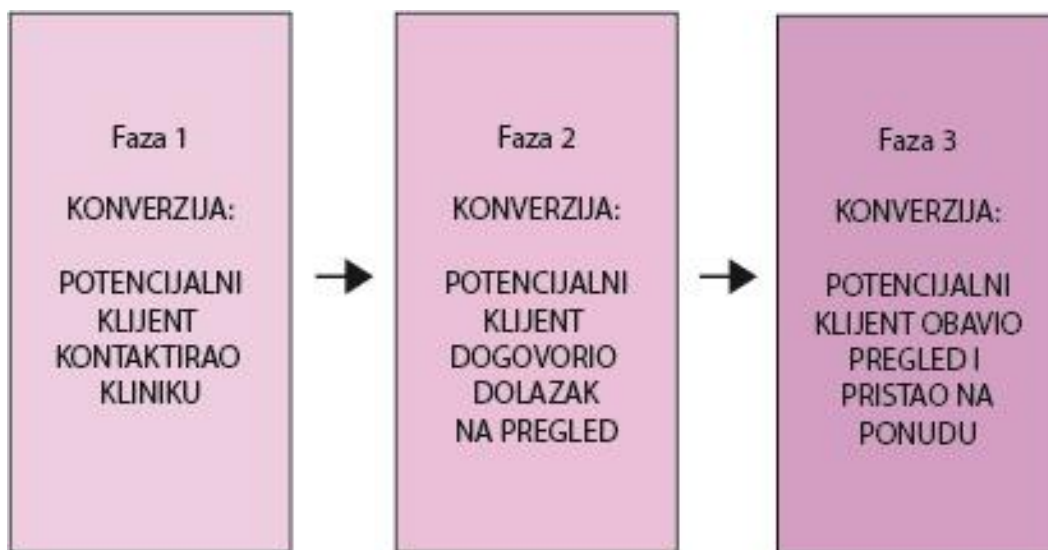 Faza 1
KONVERZIJA:
POTENCIJALNI
KLIJENT
KONTAKTIRAO
KLINIKU
Faza 2
KONVERZIJA:
POTENCIJALNI
KLIJENT
DOGOVORIO
DOLAZAK
NA PREGLED
Faza 3
KONVERZIJA:
POTENCIJALNI
KLIJENT OBAVIO
PREGLED I
PRISTAO NA
PONUDU